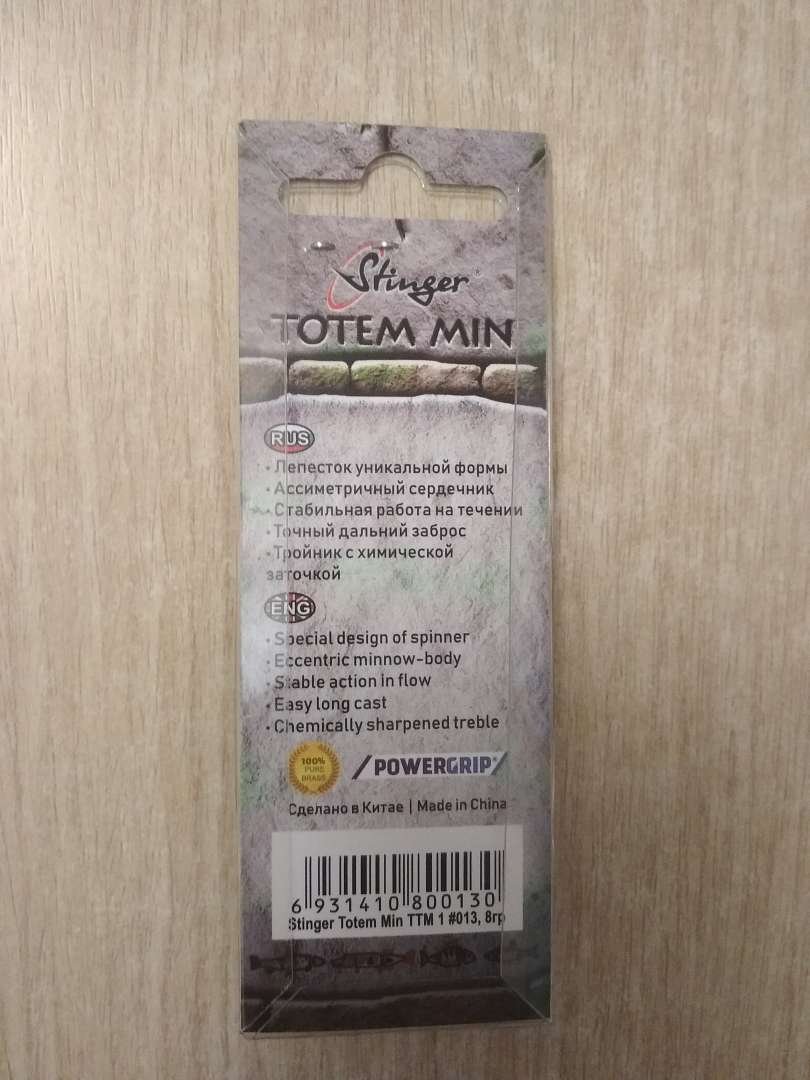 Stinger
TOTEM MIN
RUS
• Лепесток уникальной формы
• Ассиметричный сердечник
• Стабильная работа на течении
• Точный дальний заброс
• Тройник с химической
заточкой
ENG
• Special design of spinner
• Eccentric minnow-body
• Stable action in flow
• Easy long cast
• Chemically sharpened treble
100%
PURE
BRASS
POWERGRIP
Сделано в Китае | Made in China
6 931410 800130
Stinger Totem Min TTM 1 #013, 8гр